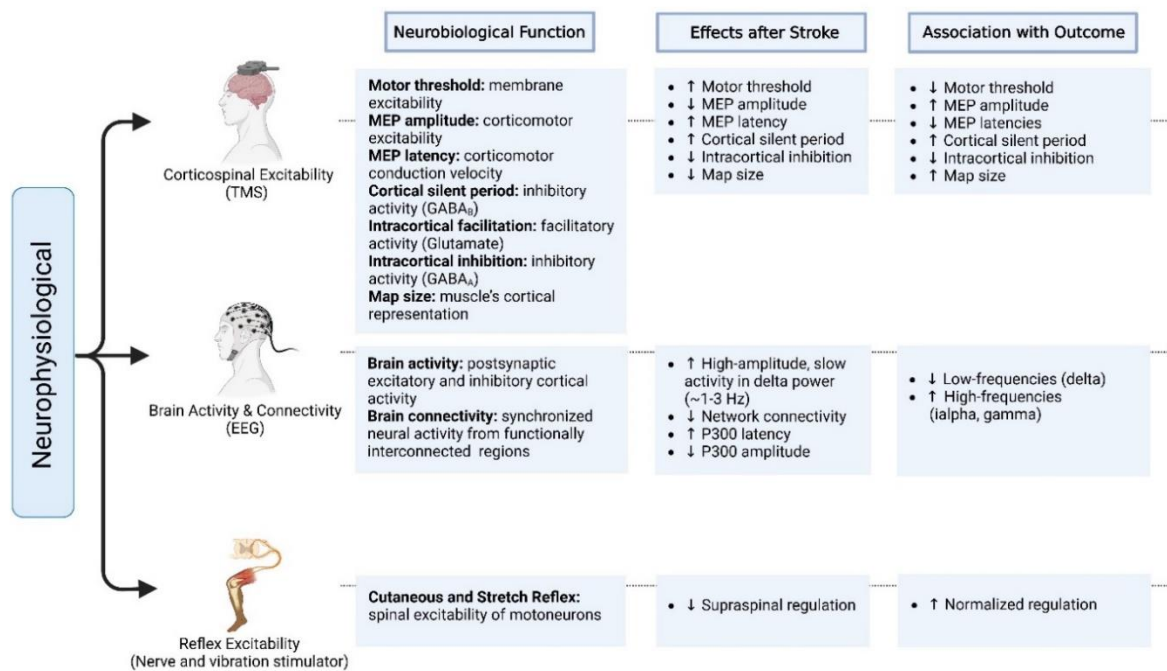 Neurobiological Function
Effects after Stroke
Association with Outcome
Neurophysiological
Corticospinal Excitability
(TMS)
Motor threshold: membrane
excitability
MEP amplitude: corticomotor
excitability
MEP latency: corticomotor
conduction velocity
Cortical silent period: inhibitory
activity (GABAB)
Intracortical facilitation: facilitatory
activity (Glutamate)
Intracortical inhibition: inhibitory
activity (GABAA)
Map size: muscle's cortical
representation
• ↑ Motor threshold
• ↓ MEP amplitude
• ↑ MEP latency
• ↑ Cortical silent period
• ↓ Intracortical inhibition
• ↓ Map size
• ↓ Motor threshold
• ↑ MEP amplitude
• ↓ MEP latencies
• ↑ Cortical silent period
• ↓ Intracortical inhibition
• ↑ Map size
Brain Activity & Connectivity
(EEG)
Brain activity: postsynaptic
excitatory and inhibitory cortical
activity
Brain connectivity: synchronized
neural activity from functionally
interconnected regions
• ↑ High-amplitude, slow
activity in delta power
(~1-3 Hz)
• ↓ Network connectivity
• ↑ P300 latency
• ↓ P300 amplitude
• ↓ Low-frequencies (delta)
• ↑ High-frequencies
(ialpha, gamma)
Reflex Excitability
(Nerve and vibration stimulator)
Cutaneous and Stretch Reflex:
spinal excitability of motoneurons
• ↓ Supraspinal regulation
• ↑ Normalized regulation